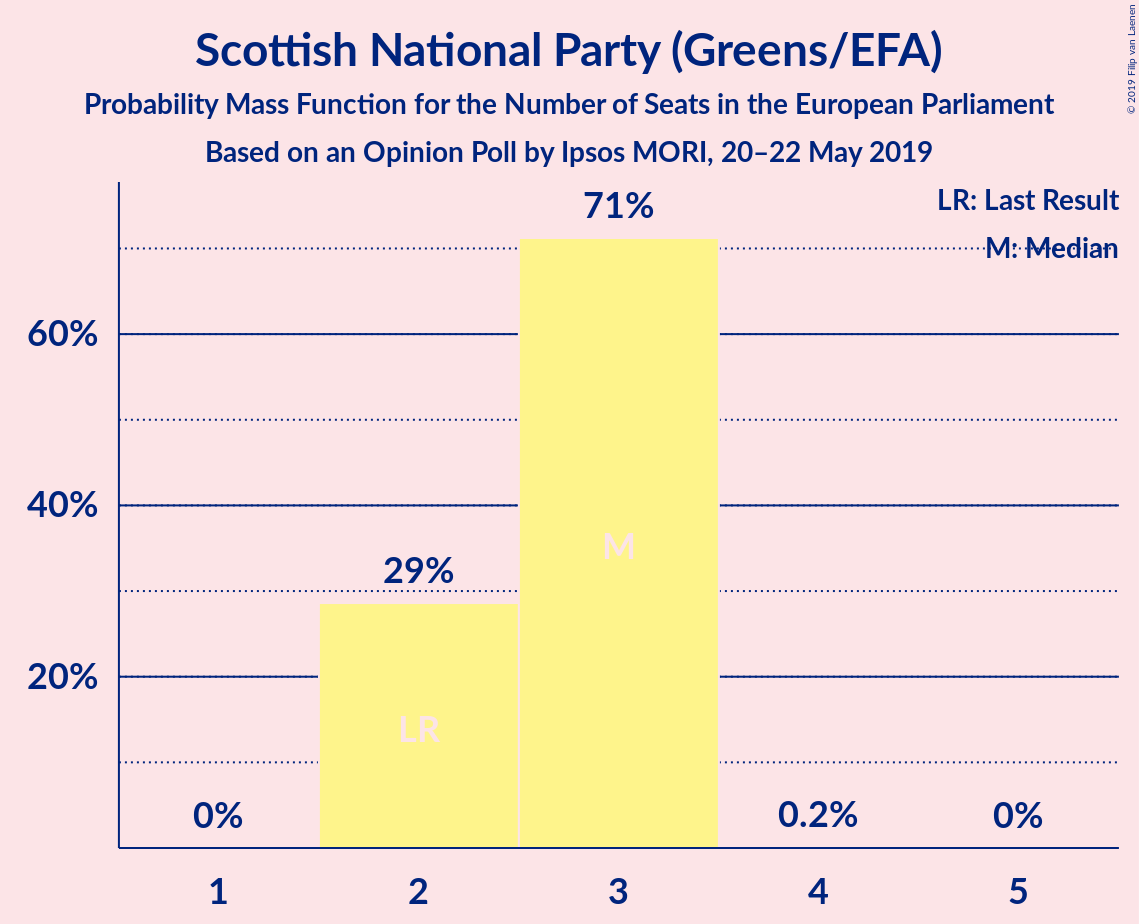 Scottish National Party (Greens/EFA)
Probability Mass Function for the Number of Seats in the European Parliament
Based on an Opinion Poll by Ipsos MORI, 20–22 May 2019
© 2019 Filip van Laenen
LR: Last Result
M: Median
71%
60%
M
40%
29%
20%
LR
0%
0.2%
0%
1
2
3
4
5